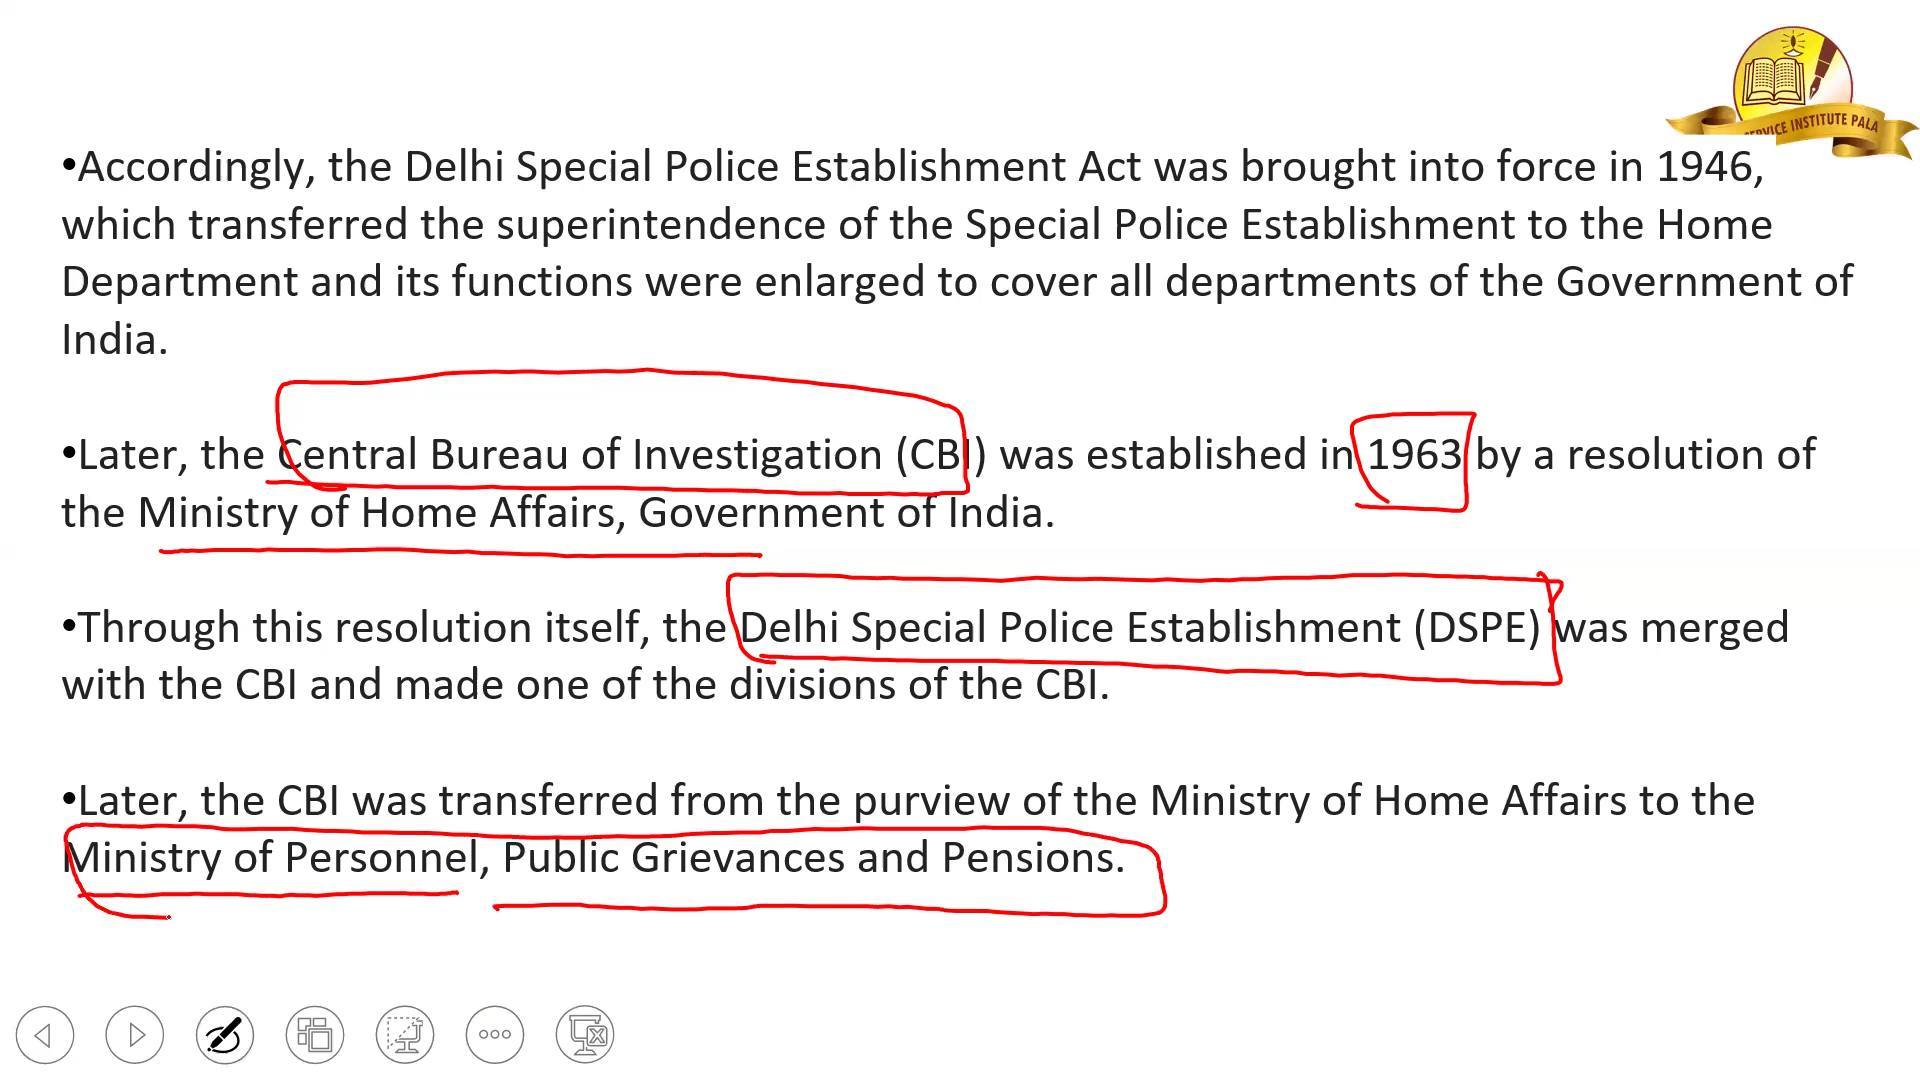 SERVICE INSTITUTE PALA
•Accordingly, the Delhi Special Police Establishment Act was brought into force in 1946,
which transferred the superintendence of the Special Police Establishment to the Home
Department and its functions were enlarged to cover all departments of the Government of
India.
•Later, the Central Bureau of Investigation (CBI) was established in 1963 by a resolution of
the Ministry of Home Affairs, Government of India.
•Through this resolution itself, the Delhi Special Police Establishment (DSPE) was merged
with the CBI and made one of the divisions of the CBI.
•Later, the CBI was transferred from the purview of the Ministry of Home Affairs to the
Ministry of Personnel, Public Grievances and Pensions.